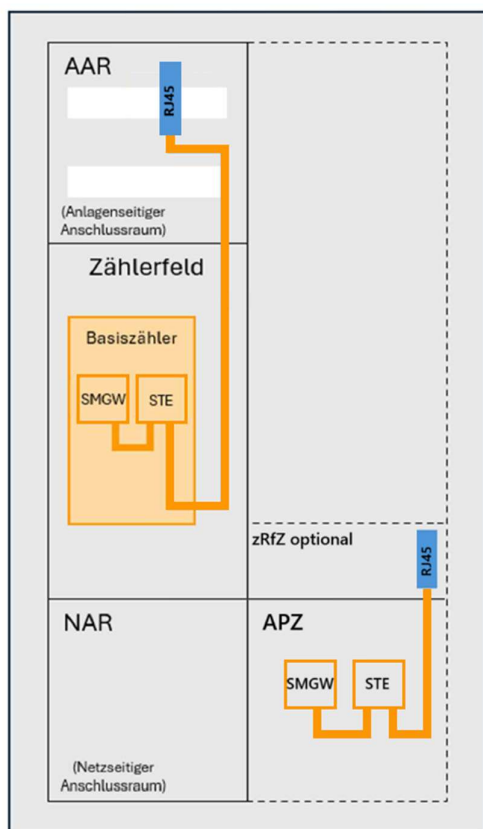 AAR
RJ45
(Anlagenseitiger
Anschlussraum)
Zählerfeld
Basiszähler
SMGW
STE
zRfZ optional
RJ45
NAR
(Netzseitiger
Anschlussraum)
APZ
SMGW
STE